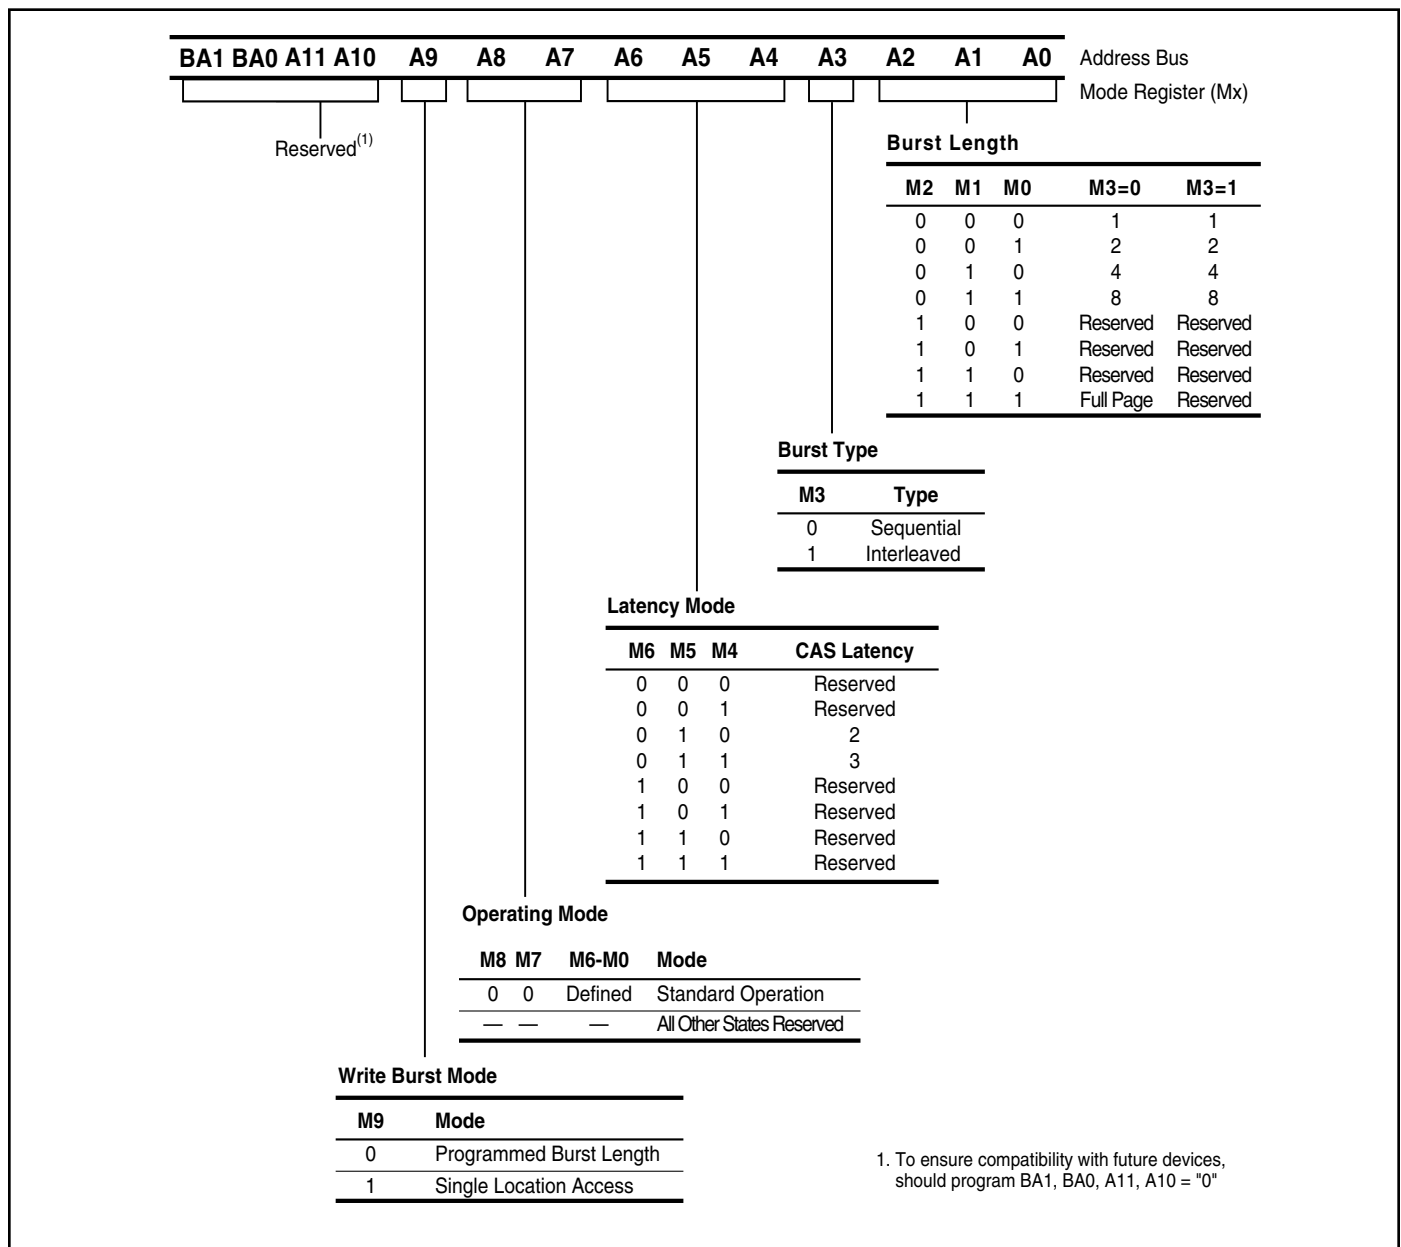 BA1 BA0 A11 A10 A9 A8 A7 A6 A5 A4 A3 A2 A1 A0 Address Bus
Mode Register (Mx)
Reserved(1)
Burst Length
M2 M1 M0 M3=0 M3=1
0 0 0 1 1
0 0 1 2 2
0 1 0 4 4
0 1 1 8 8
1 0 0 Reserved Reserved
1 0 1 Reserved Reserved
1 1 0 Reserved Reserved
1 1 1 Full Page Reserved
Burst Type
M3 Type
0 Sequential
1 Interleaved
Latency Mode
M6 M5 M4 CAS Latency
0 0 0 Reserved
0 0 1 Reserved
0 1 0 2
0 1 1 3
1 0 0 Reserved
1 0 1 Reserved
1 1 0 Reserved
1 1 1 Reserved
Operating Mode
M8 M7 M6-M0 Mode
0 0 Defined Standard Operation
— — — All Other States Reserved
Write Burst Mode
M9 Mode
0 Programmed Burst Length
1 Single Location Access
1. To ensure compatibility with future devices,
should program BA1, BA0, A11, A10 = "0"